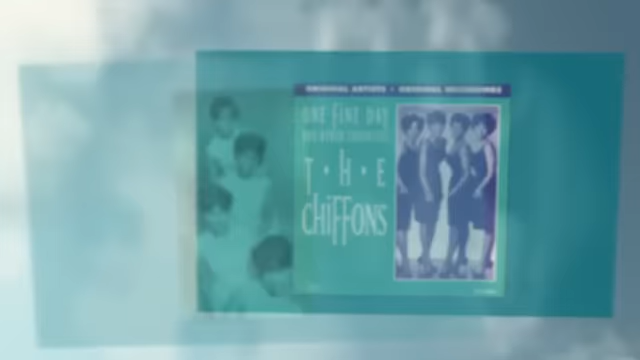 ORIGINAL ARTISTS • ORIGINAL RECORDINGS
ONE FINE DAY
T • H • E
CHIFFONS